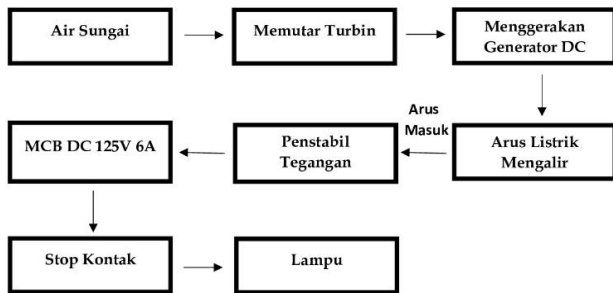 Air Sungai
Memutar Turbin
Menggerakan
Generator DC
Arus Listrik
Mengalir
Arus
Masuk
Penstabil
Tegangan
MCB DC 125V 6A
Stop Kontak
Lampu